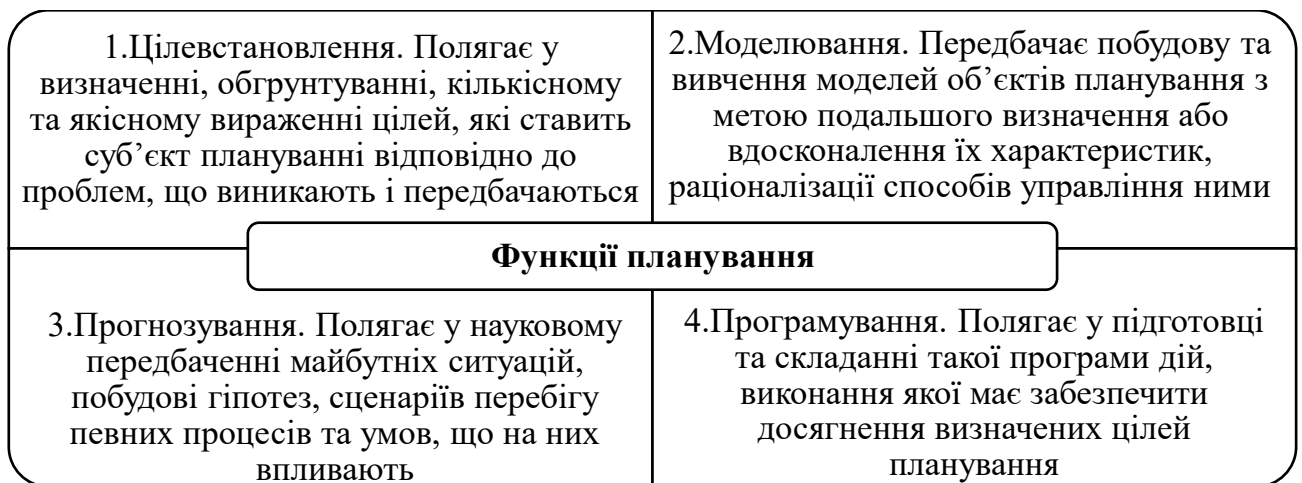 1.Цілевстановлення. Полягає у
визначенні, обгрунтуванні, кількісному
та якісному вираженні цілей, які ставить
суб’єкт плануванні відповідно до
проблем, що виникають і передбачаються
2.Моделювання. Передбачає побудову та
вивчення моделей об’єктів планування з
метою подальшого визначення або
вдосконалення їх характеристик,
раціоналізації способів управління ними
Функції планування
3.Прогнозування. Полягає у науковому
передбаченні майбутніх ситуацій,
побудові гіпотез, сценаріїв перебігу
певних процесів та умов, що на них
впливають
4.Програмування. Полягає у підготовці
та складанні такої програми дій,
виконання якої має забезпечити
досягнення визначених цілей
планування